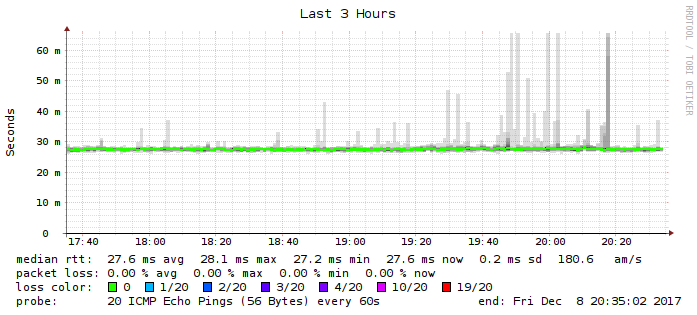 Last 3 Hours
RRDTOOL / TOBI OETIKER
Seconds
60 m
50 m
40 m
30 m
20 m
10 m
0
17:40 18:00 18:20 18:40 19:00 19:20 19:40 20:00 20:20
median rtt: 27.6 ms avg 28.1 ms max 27.2 ms min 27.6 ms now 0.2 ms sd 180.6 am/s
packet loss: 0.00 % avg 0.00 % max 0.00 % min 0.00 % now
loss color: 0 1/20 2/20 3/20 4/20 10/20 19/20
probe: 20 ICMP Echo Pings (56 Bytes) every 60s end: Fri Dec 8 20:35:02 2017